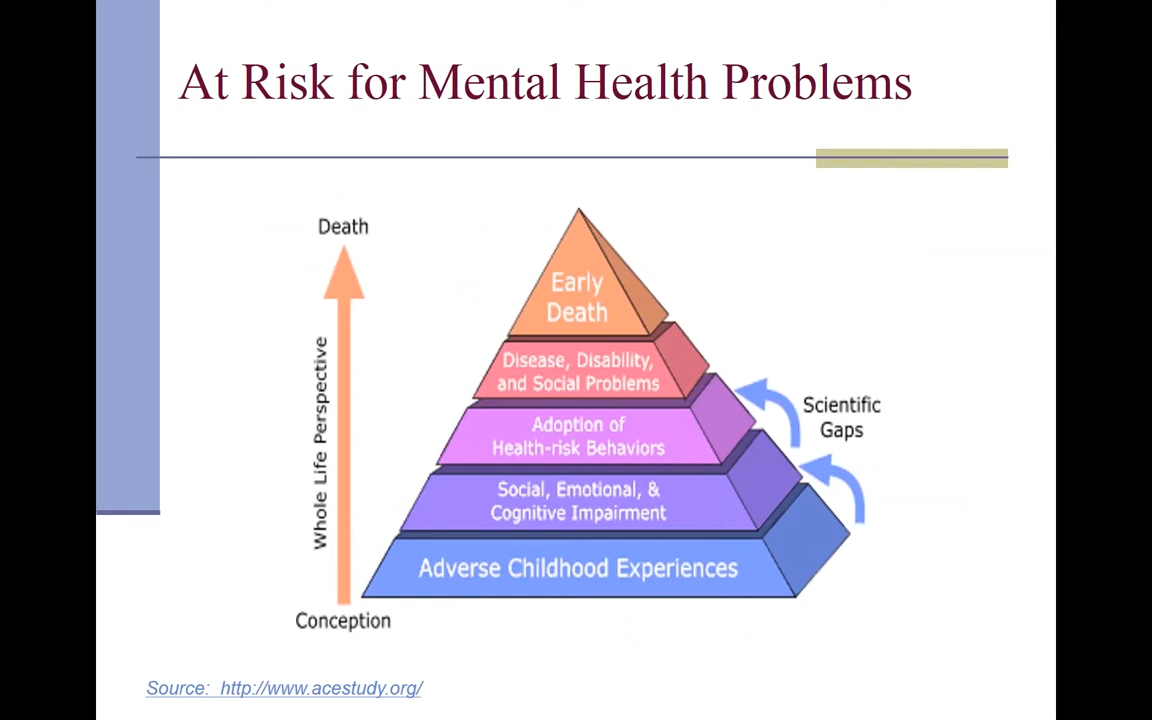 At Risk for Mental Health Problems
Death
Whole Life Perspective
Conception
Early
Death
Disease, Disability,
and Social Problems
Adoption of
Health-risk Behaviors
Social, Emotional, &
Cognitive Impairment
Adverse Childhood Experiences
Scientific
Gaps
Source:  http://www.acestudy.org/